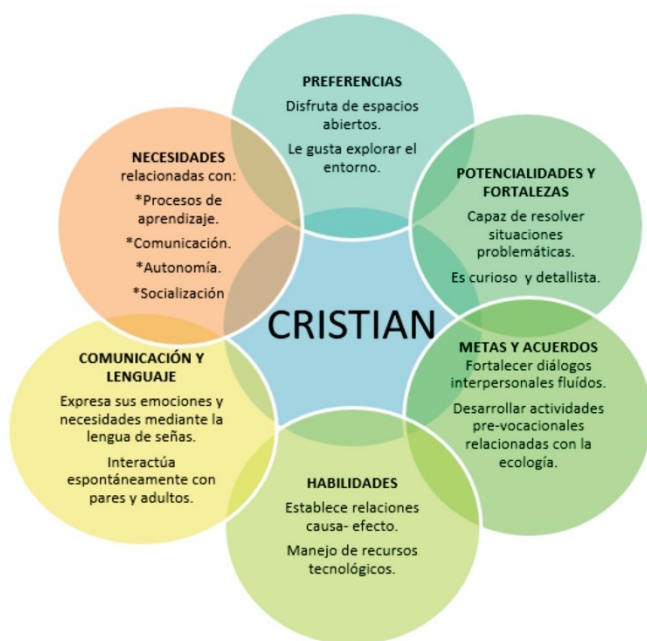 PREFERENCIAS
Disfruta de espacios
abiertos.
Le gusta explorar el
entorno.
POTENCIALIDADES Y
FORTALEZAS
Capaz de resolver
situaciones
problemáticas.
Es curioso y detallista.
METAS Y ACUERDOS
Fortalecer diálogos
interpersonales fluídos.
Desarrollar actividades
pre-vocacionales
relacionadas con la
ecología.
HABILIDADES
Establece relaciones
causa- efecto.
Manejo de recursos
tecnológicos.
COMUNICACIÓN Y
LENGUAJE
Expresa sus emociones y
necesidades mediante la
lengua de señas.
Interactúa
espontáneamente con
pares y adultos.
NECESIDADES
relacionadas con:
*Procesos de
aprendizaje.
*Comunicación.
*Autonomía.
*Socialización
CRISTIAN